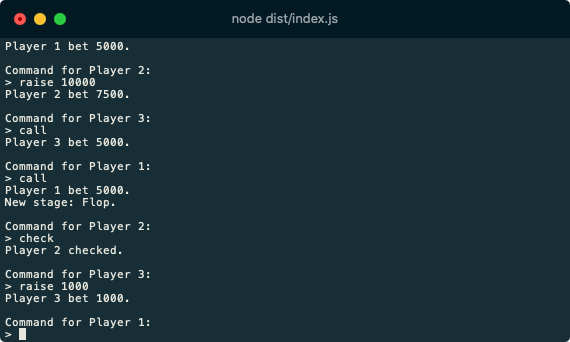 node dist/index.js
Player 1 bet 5000.
Command for Player 2:
> raise 10000
Player 2 bet 7500.
Command for Player 3:
> call
Player 3 bet 5000.
Command for Player 1:
> call
Player 1 bet 5000.
New stage: Flop.
Command for Player 2:
> check
Player 2 checked.
Command for Player 3:
> raise 1000
Player 3 bet 1000.
Command for Player 1:
>